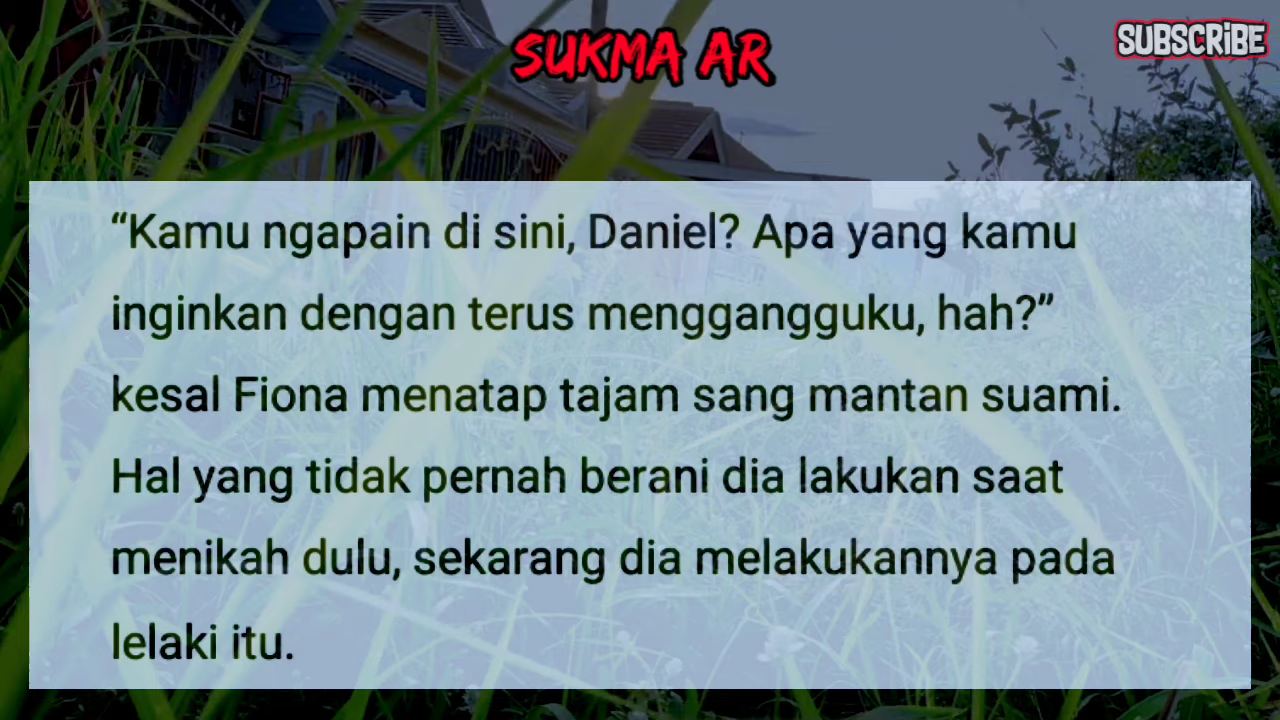 SUKMA AR
SUBSCRIBE
“Kamu ngapain di sini, Daniel? Apa yang kamu
inginkan dengan terus menggangguku, hah?”
kesal Fiona menatap tajam sang mantan suami.
Hal yang tidak pernah berani dia lakukan saat
menikah dulu, sekarang dia melakukannya pada
lelaki itu.